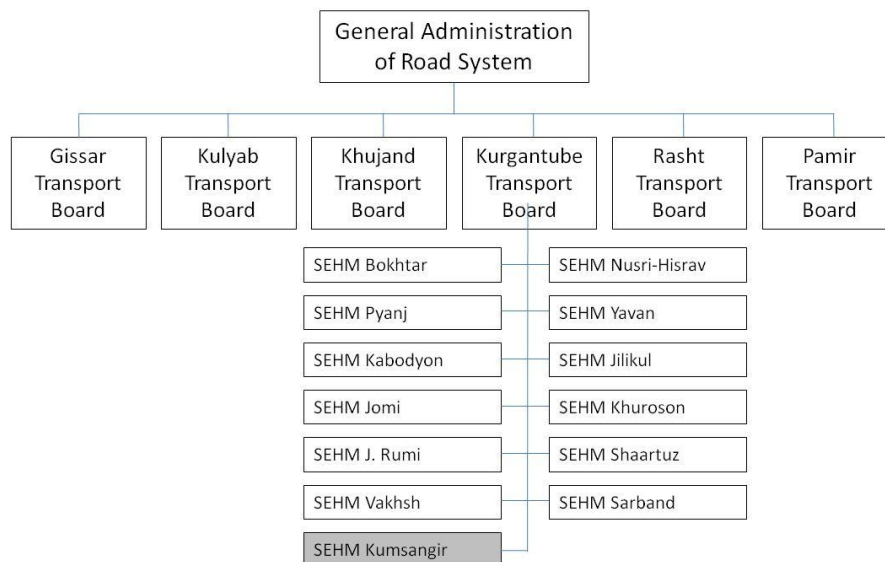 General Administration
of Road System
Gissar
Transport
Board
Kulyab
Transport
Board
Khujand
Transport
Board
Kurgantube
Transport
Board
Rasht
Transport
Board
Pamir
Transport
Board
SEHM Bokhtar
SEHM Nusri-Hisrav
SEHM Pyanj
SEHM Yavan
SEHM Kabodyon
SEHM Jilikul
SEHM Jomi
SEHM Khuroson
SEHM J. Rumi
SEHM Shaartuz
SEHM Vakhsh
SEHM Sarband
SEHM Kumsangir